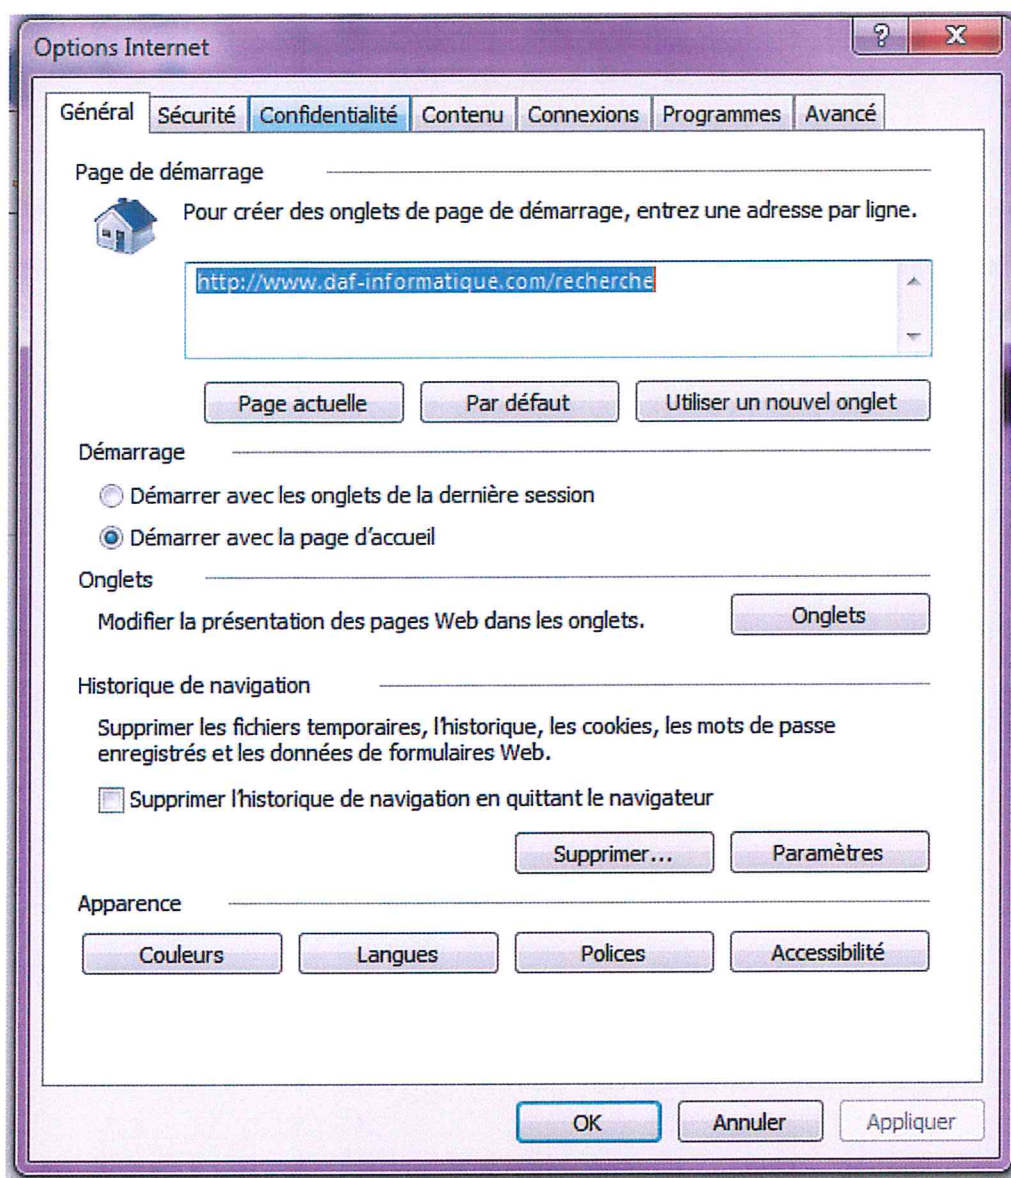 Options Internet
? X
Général Sécurité Confidentialité Contenu Connexions Programmes Avancé
Page de démarrage
Pour créer des onglets de page de démarrage, entrez une adresse par ligne.
http://www.daf-informatique.com/recherche
Page actuelle Par défaut Utiliser un nouvel onglet
Démarrage
Démarrer avec les onglets de la dernière session
Démarrer avec la page d'accueil
Onglets
Modifier la présentation des pages Web dans les onglets. Onglets
Historique de navigation
Supprimer les fichiers temporaires, l'historique, les cookies, les mots de passe
enregistrés et les données de formulaires Web.
Supprimer l'historique de navigation en quittant le navigateur
Supprimer... Paramètres
Apparence
Couleurs Langues Polices Accessibilité
OK Annuler Appliquer